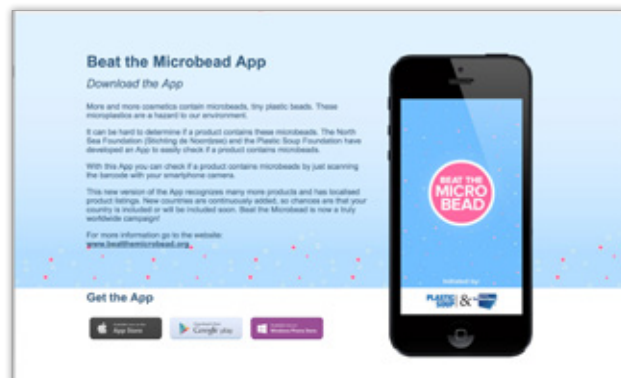 Beat the Microbead App
Download the App
More and more cosmetics contain microbeads, tiny plastic beads. These
microplastics are a hazard to our environment.
It can be hard to determine if a product contains these microbeads. The North
Sea Foundation (Stichting de Noordzee) and the Plastic Soup Foundation have
developed an App to easily check if a product contains microbeads.
With this App you can check if a product contains microbeads by just scanning
the barcode with your smartphone camera.
This new version of the App recognizes many more products and has localised
product listings. New countries are continuously added, so chances are that your
country is included or will be included soon. Beat the Microbead is now a truly
worldwide campaign!
For more information go to the website:
www.beatthemicrobead.org
BEAT THE
MICRO
BEAD
Initiated by:
PLASTIC
SOUP
&
Get the App
App Store
Google play
Windows Phone Store